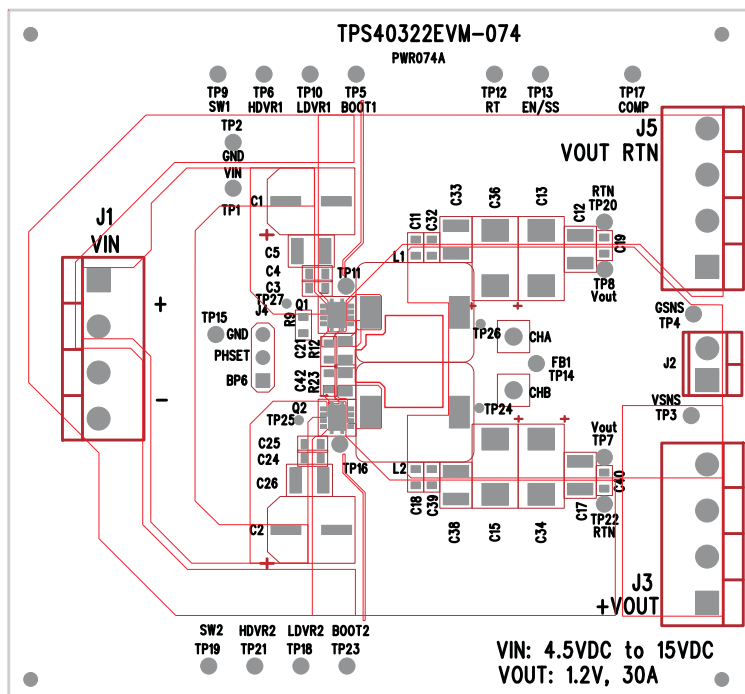 TPS40322EVM-074
PWR074A
TP9
SW1
TP6
HDVR1
TP10
LDVR1
TP5
BOOT1
TP12
RT
TP13
EN/SS
TP17
COMP
TP2
GND
VIN
TP1
J5
VOUT RTN
J1
VIN
C1
C5
C4
C3
TP11
L1
C11
C32
C33
C36
C13
C12
RTN
TP20
C19
TP8
Vout
TP27
J4
Q1
R9
TP15
GND
PHSET
BP6
C21
R12
C42
R23
TP26
CHA
FB1
TP14
CHB
GSNS
TP4
J2
VSNS
TP3
+
-
Q2
TP25
TP24
C25
C24
C26
TP16
L2
C18
C39
C38
C15
C34
C17
Vout
TP7
C40
TP22
RTN
C2
J3
+VOUT
SW2
TP19
HDVR2
TP21
LDVR2
TP18
BOOT2
TP23
VIN: 4.5VDC to 15VDC
VOUT: 1.2V, 30A